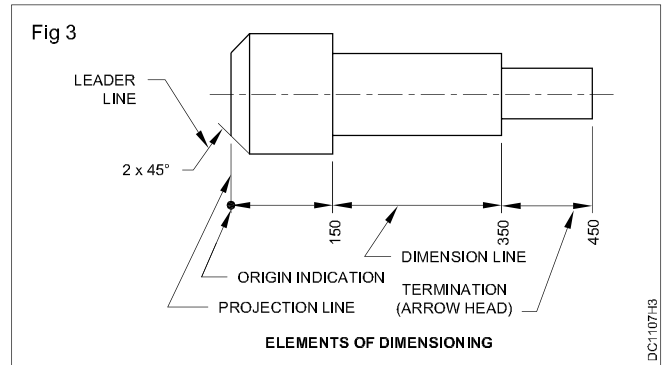 Fig 3
LEADER
LINE
2 x 45°
150
350
450
DIMENSION LINE
ORIGIN INDICATION
TERMINATION
(ARROW HEAD)
PROJECTION LINE
ELEMENTS OF DIMENSIONING
DC1107H3